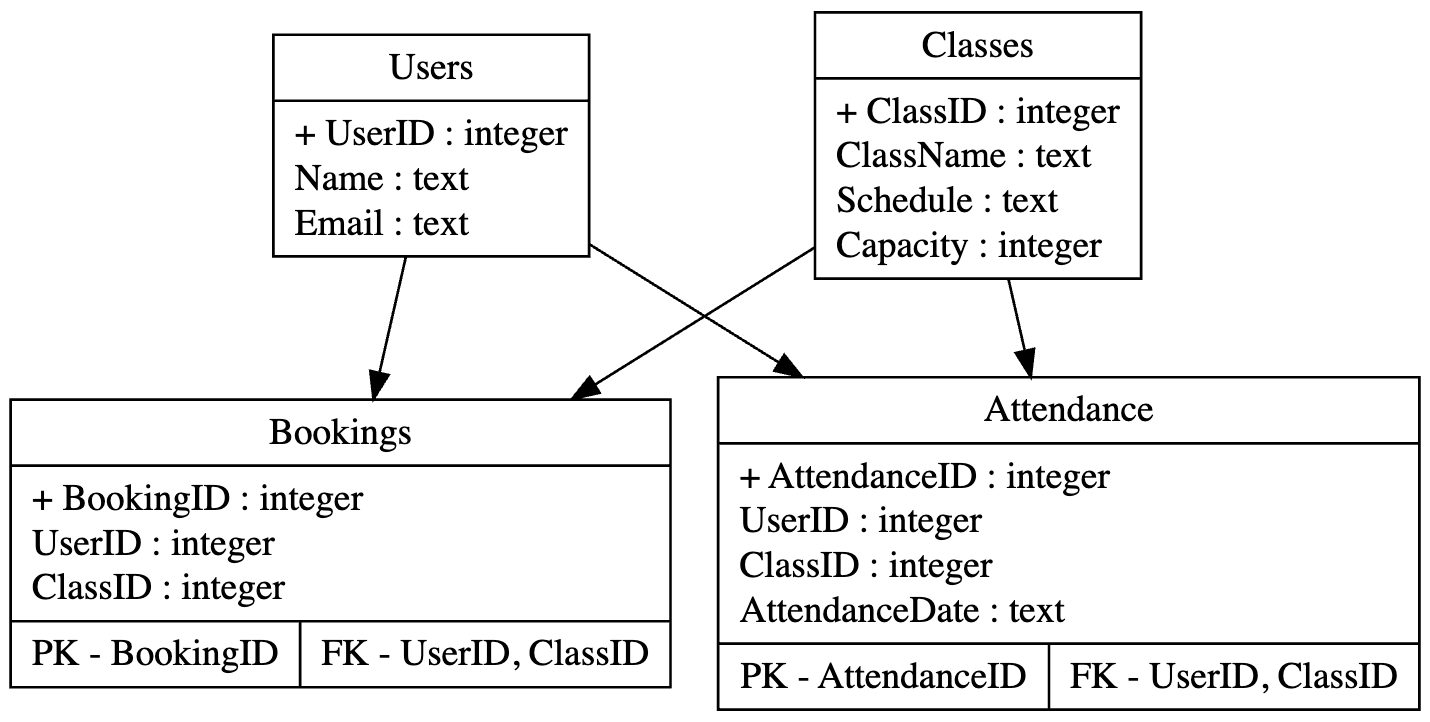 Users
+ UserID : integer
Name : text
Email : text
Classes
+ ClassID : integer
ClassName : text
Schedule : text
Capacity : integer
Bookings
+ BookingID : integer
UserID : integer
ClassID : integer
PK - BookingID
FK - UserID, ClassID
Attendance
+ AttendanceID : integer
UserID : integer
ClassID : integer
AttendanceDate : text
PK - AttendanceID
FK - UserID, ClassID